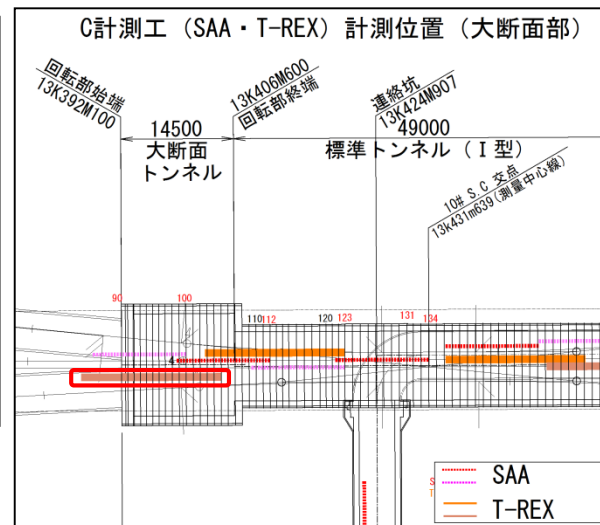 C計測工（SAA・T-REX）計測位置（大断面部）
回転部始端
13K392M100
13K406M600
回転部終端
連絡坑
13K424M907
14500
大断面
トンネル
49000
標準トンネル（Ⅰ型）
10# S.C 交点
13k431m639(測量中心線)
90
100
110
112
120
123
131
134
4
SAA
T-REX